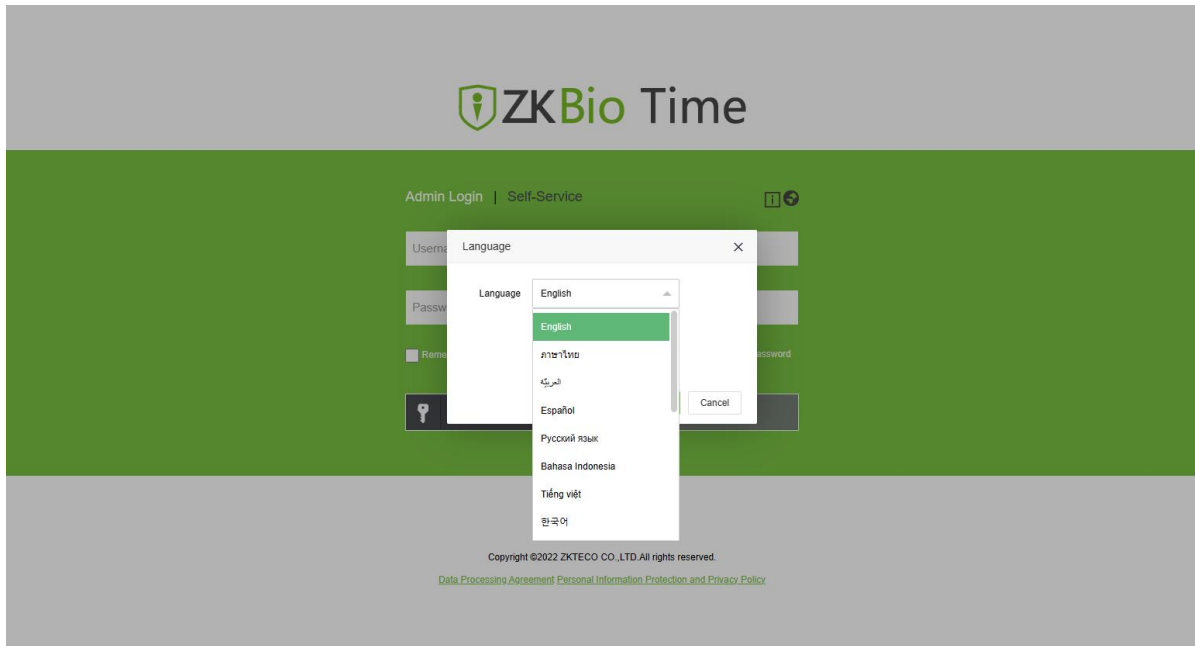 ZKBio Time
Admin Login | Self-Service
Language
Language English
English
ภาษาไทย
العربيّة
Español
Русский язык
Bahasa Indonesia
Tiếng việt
한국어
Cancel
Copyright ©2022 ZKTECO CO.,LTD.All rights reserved.
Data Processing Agreement Personal Information Protection and Privacy Policy